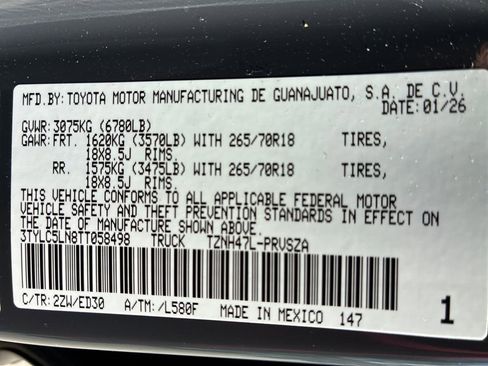 MFD.BY:TOYOTA MOTOR MANUFACTURING DE GUANAJUATO, S.A. DE C.V.
DATE:01/26
GVWR:3075KG (6780LB)
GAWR:FRT. 1620KG (3570LB) WITH 265/70R18 TIRES,
18X8.5J RIMS.
RR. 1575KG (3475LB) WITH 265/70R18 TIRES,
18X8.5J RIMS.
THIS VEHICLE CONFORMS TO ALL APPLICABLE FEDERAL MOTOR
VEHICLE SAFETY AND THEFT PREVENTION STANDARDS IN EFFECT ON
THE DATE OF MANUFACTURE SHOWN ABOVE.
3TYLC5LN8TT058498 TRUCK TZNH47L-PRVSZA
C/TR:2ZW/ED30 A/TM:/L580F MADE IN MEXICO 147 1